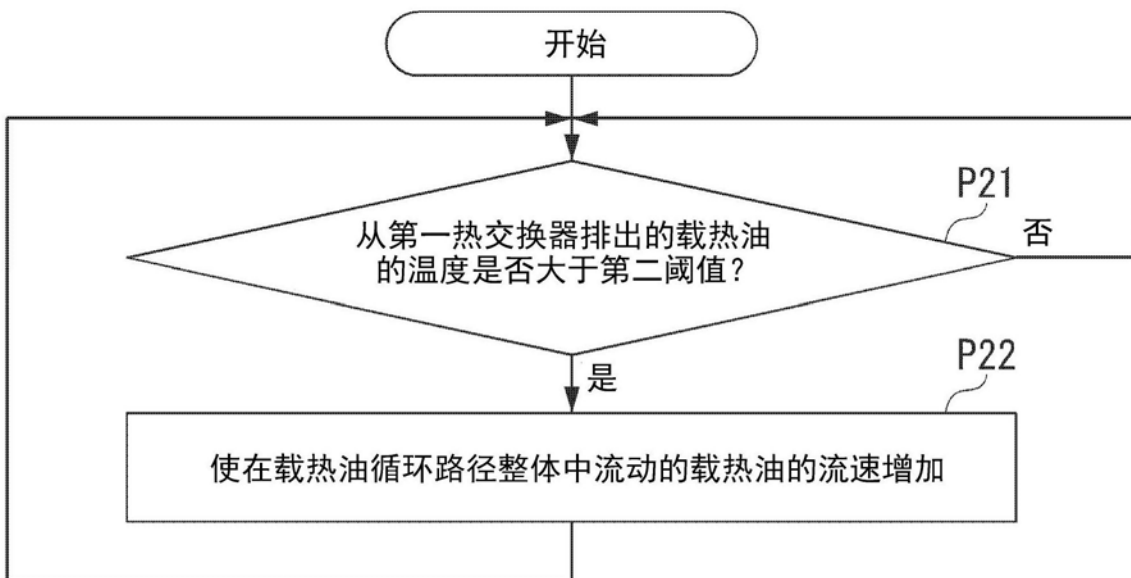 开始
P21
从第一热交换器排出的载热油
的温度是否大于第二阈值？
否
是
P22
使在载热油循环路径整体中流动的载热油的流速增加